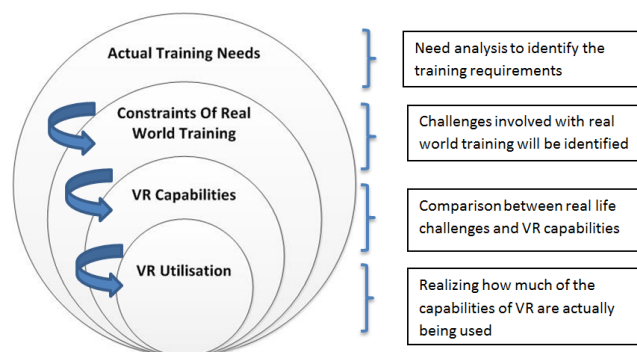 Actual Training Needs
Need analysis to identify the
training requirements
Constraints Of Real
World Training
Challenges involved with real
world training will be identified
VR Capabilities
Comparison between real life
challenges and VR capabilities
VR Utilisation
Realizing how much of the
capabilities of VR are actually
being used